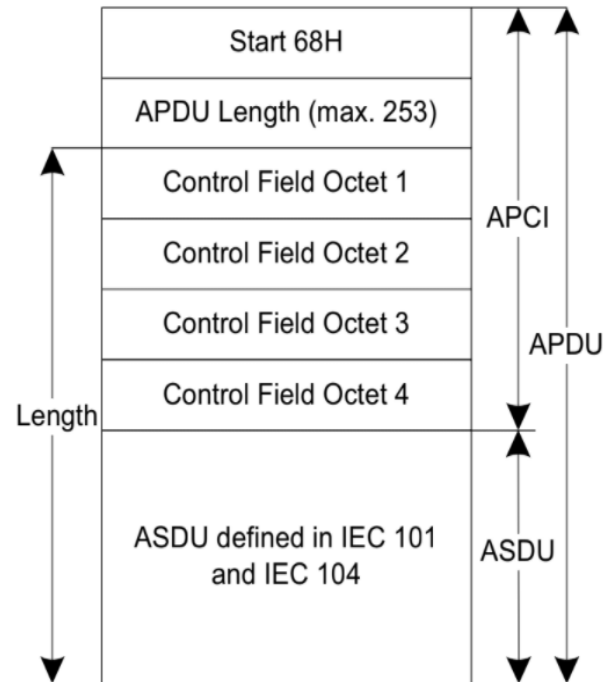 Start 68H
APDU Length (max. 253)
Control Field Octet 1
Control Field Octet 2
Control Field Octet 3
Control Field Octet 4
ASDU defined in IEC 101
and IEC 104
Length
APCI
APDU
ASDU